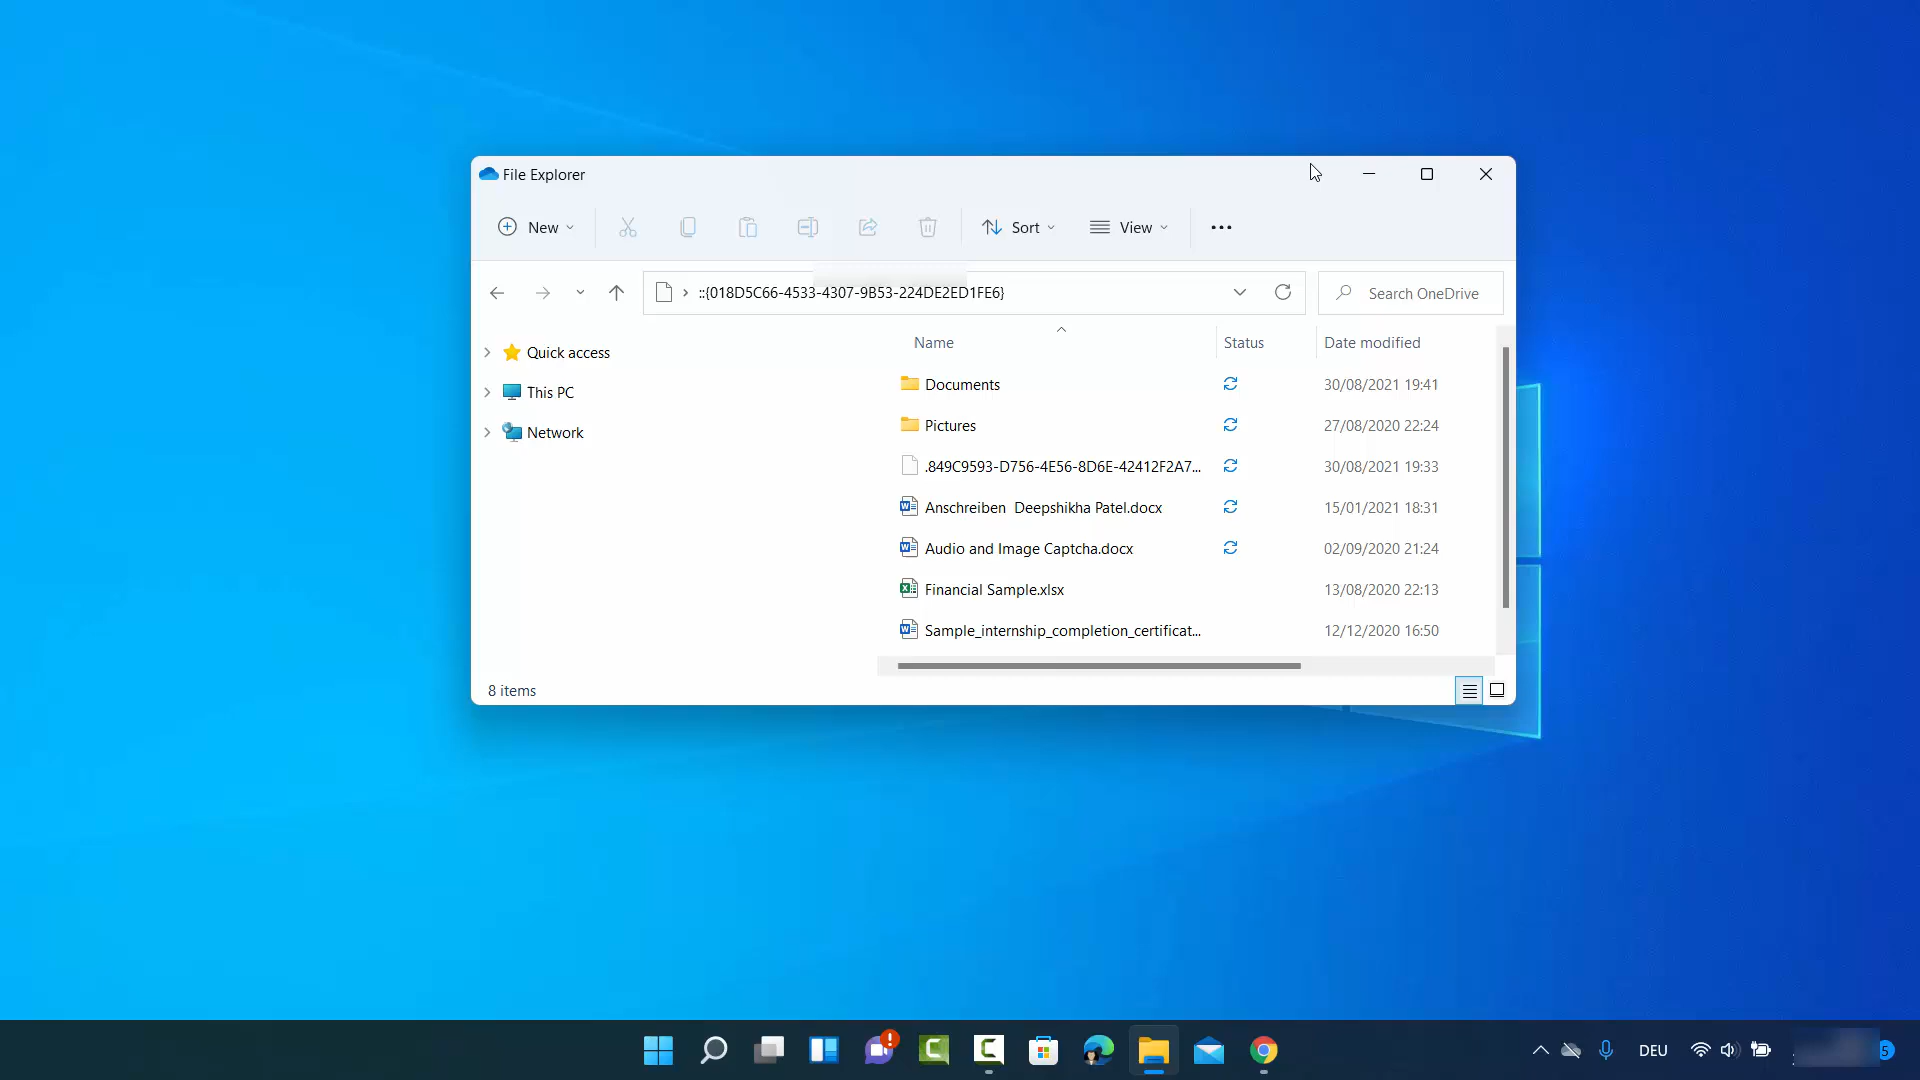 File Explorer
New
Sort
View
::{018D5C66-4533-4307-9B53-224DE2ED1FE6}
Search OneDrive
Quick access
This PC
Network
Name Status Date modified
Documents 30/08/2021 19:41
Pictures 27/08/2020 22:24
.849C9593-D756-4E56-8D6E-42412F2A7... 30/08/2021 19:33
Anschreiben  Deepshikha Patel.docx 15/01/2021 18:31
Audio and Image Captcha.docx 02/09/2020 21:24
Financial Sample.xlsx 13/08/2020 22:13
Sample_internship_completion_certificat... 12/12/2020 16:50
8 items
DEU
5